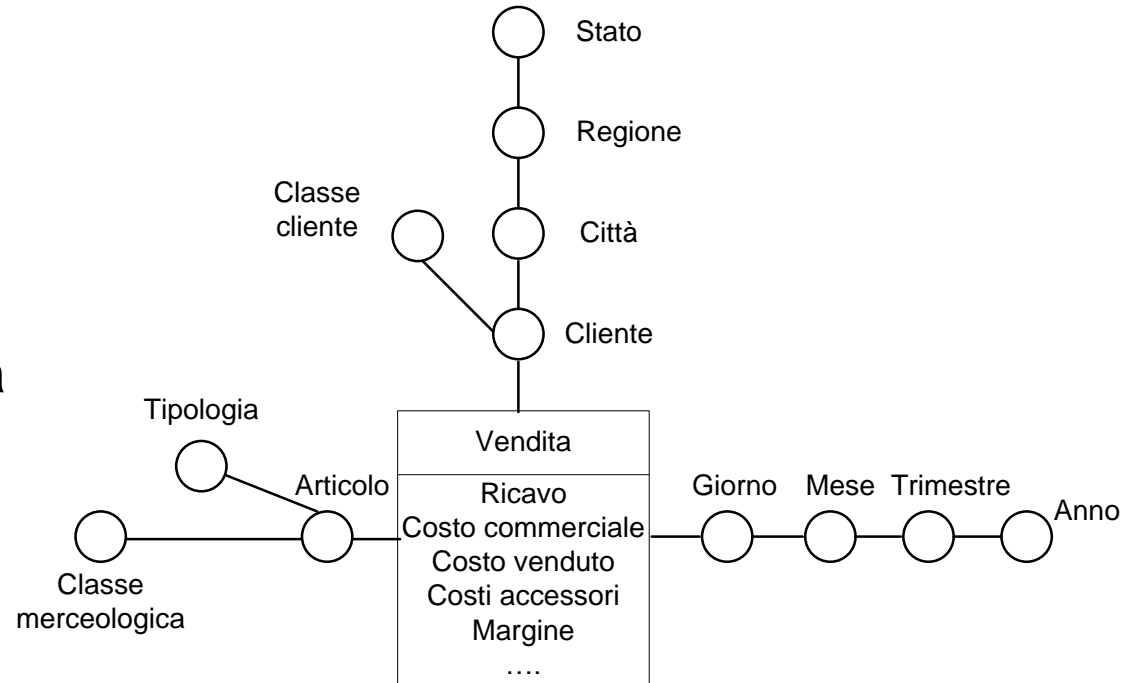 Stato
Regione
Classe
cliente
Città
Cliente
a
Tipologia
Vendita
Articolo
Ricavo
Costo commerciale
Costo venduto
Costi accessori
Margine
….
Giorno
Mese
Trimestre
Anno
Classe
merceologica